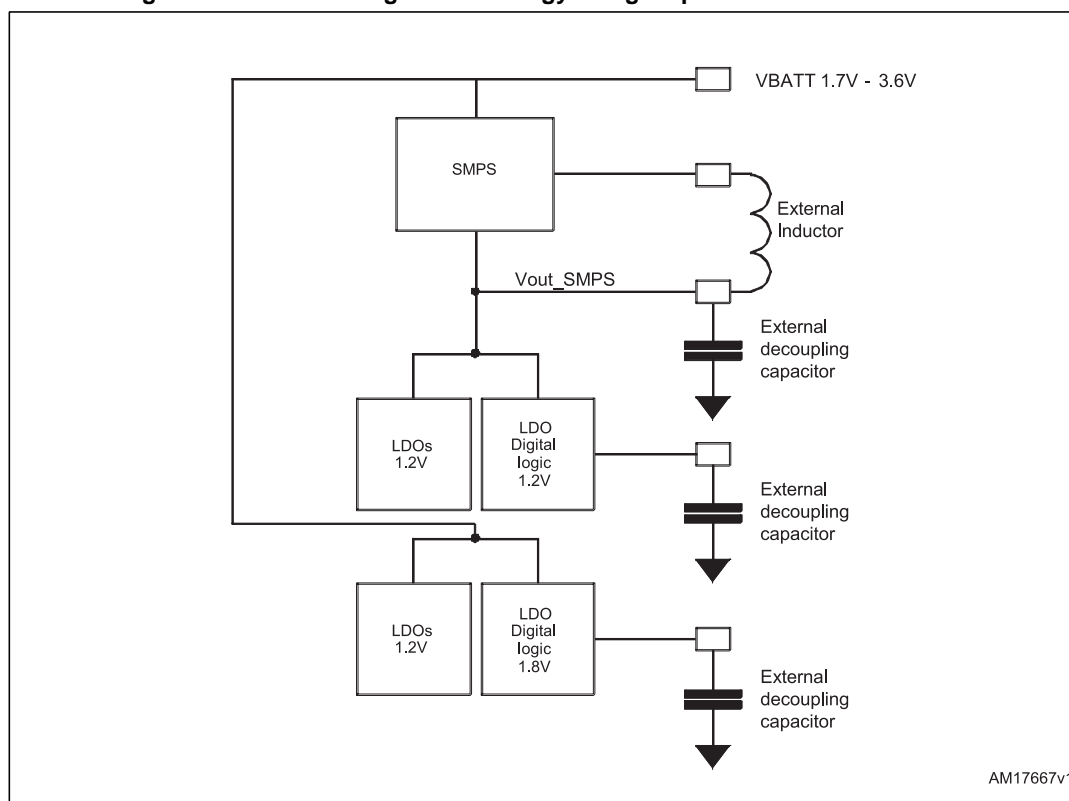 VBATT 1.7V - 3.6V
SMPS
External
Inductor
Vout_SMPS
External
decoupling
capacitor
LDOs
1.2V
LDO
Digital
logic
1.2V
External
decoupling
capacitor
LDOs
1.2V
LDO
Digital
logic
1.8V
External
decoupling
capacitor
AM17667v1